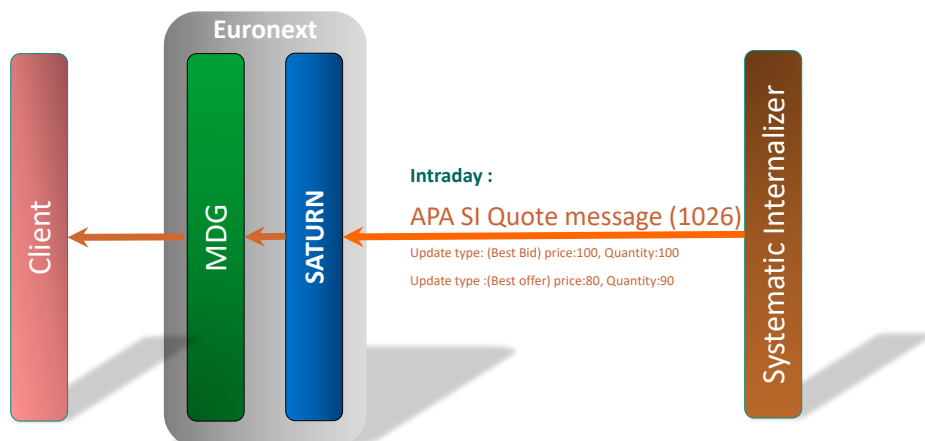 Euronext
Client
MDG
SATURN
Intraday :
APA SI Quote message (1026)
Update type: (Best Bid) price:100, Quantity:100
Update type :(Best offer) price:80, Quantity:90
Systematic Internalizer